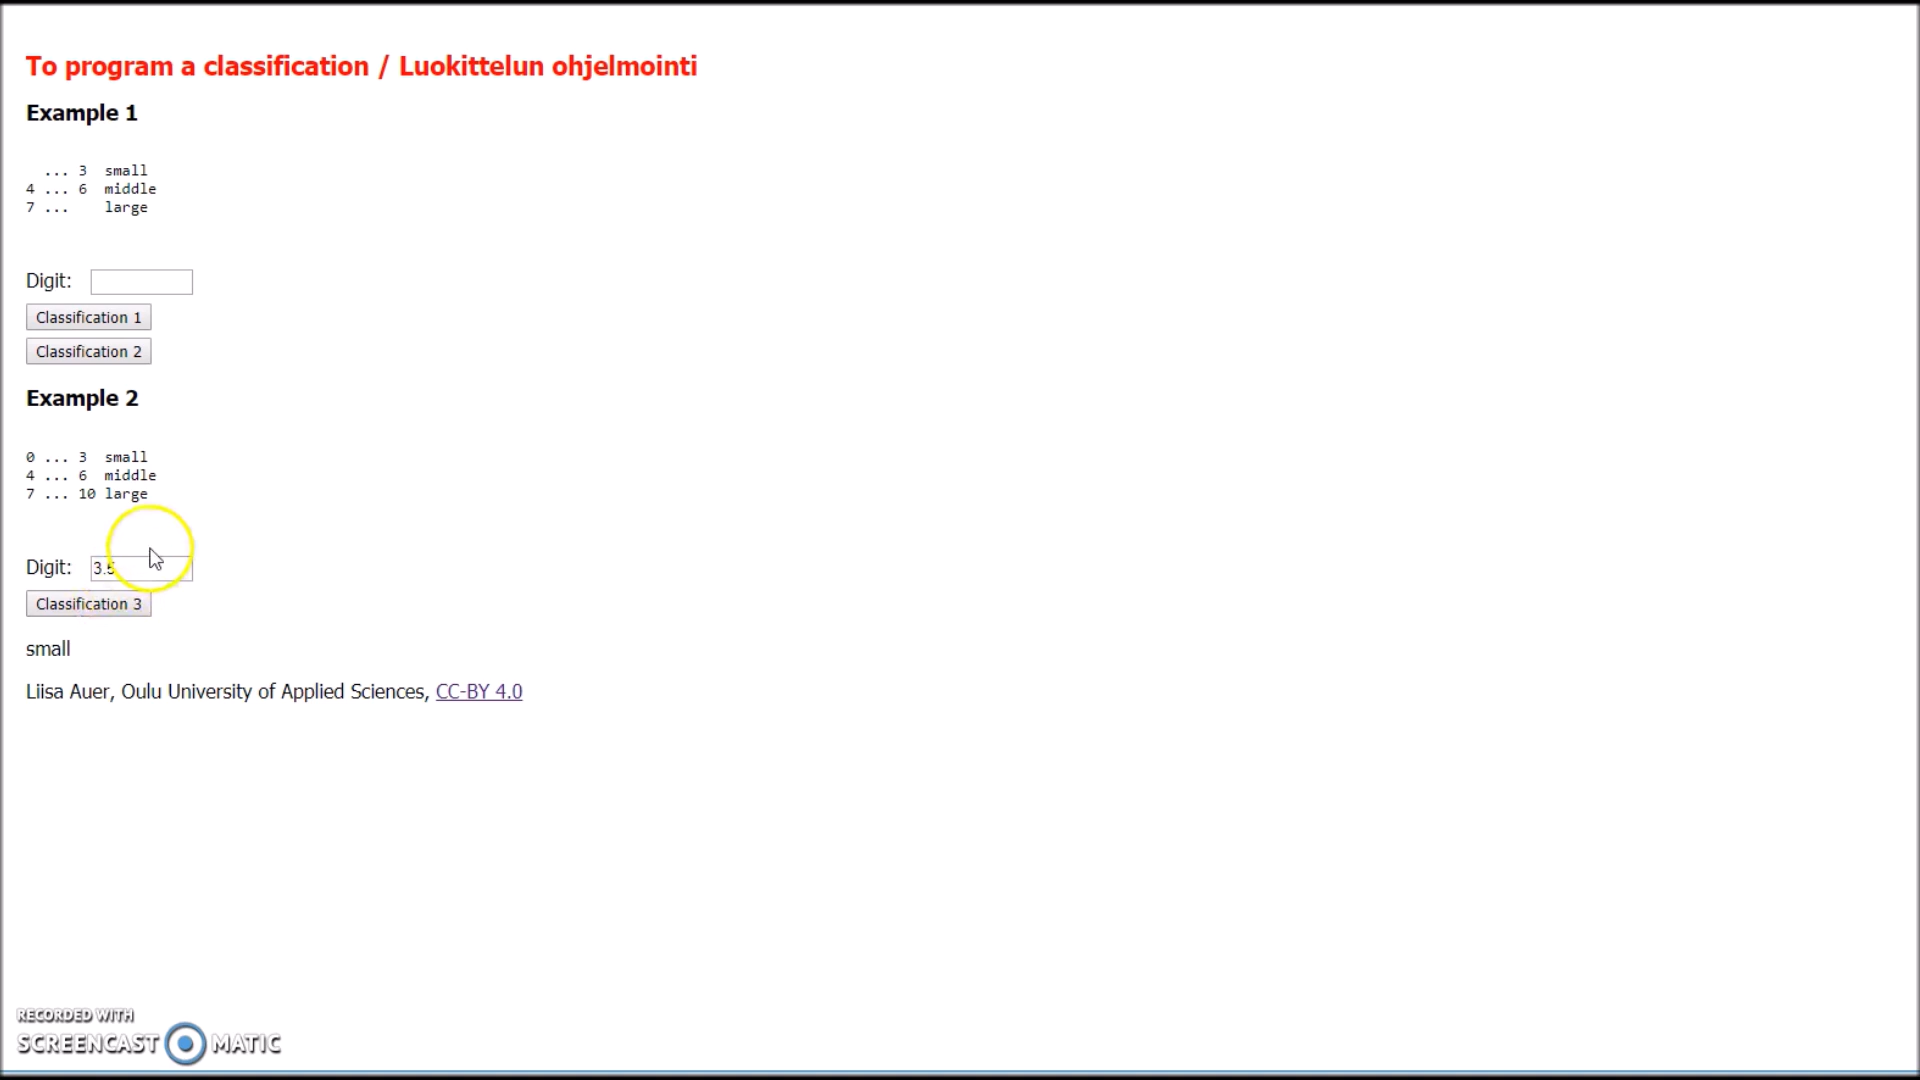 To program a classification / Luokittelun ohjelmointi
Example 1
... 3 small
4 ... 6 middle
7 ... large
Digit:
Classification 1
Classification 2
Example 2
0 ... 3 small
4 ... 6 middle
7 ... 10 large
Digit: 3.5
Classification 3
small
Liisa Auer, Oulu University of Applied Sciences, CC-BY 4.0
RECORDED WITH
SCREENCAST MATIC